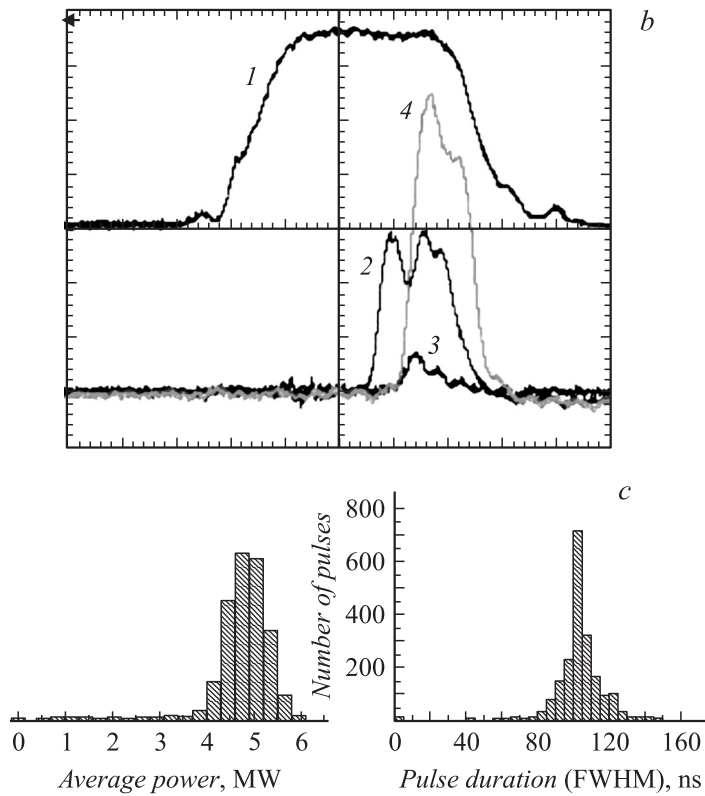 b
1
4
2
3
c
Number of pulses
800
600
400
200
0 1 2 3 4 5 6
0 40 80 120 160
Average power, MW
Pulse duration (FWHM), ns